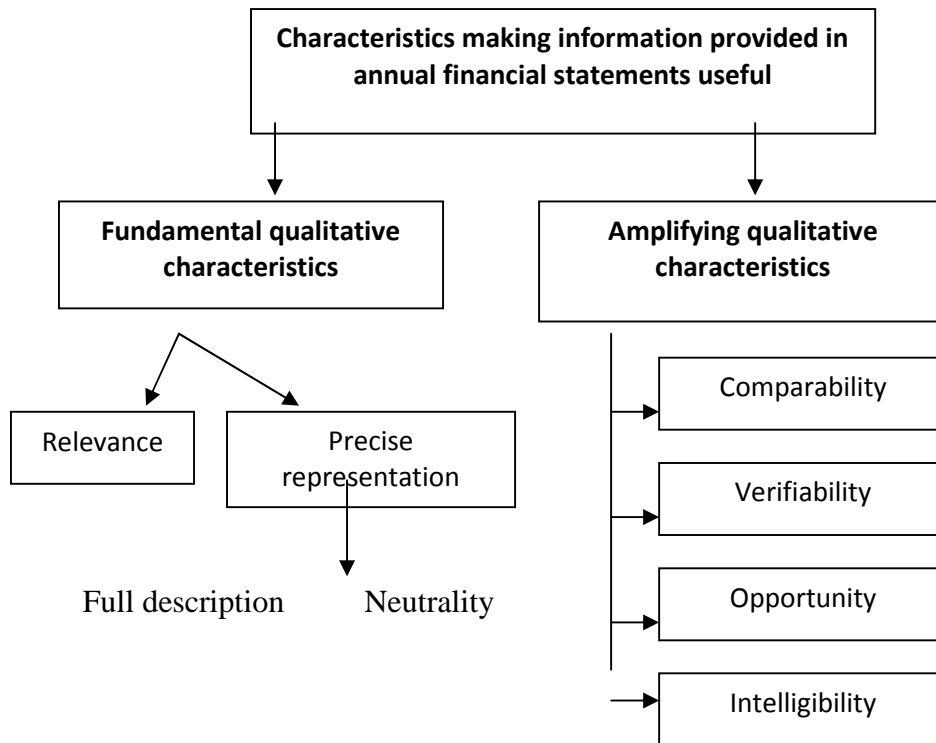 Characteristics making information provided in
annual financial statements useful
Fundamental qualitative
characteristics
Amplifying qualitative
characteristics
Relevance
Precise
representation
Full description
Neutrality
Comparability
Verifiability
Opportunity
Intelligibility